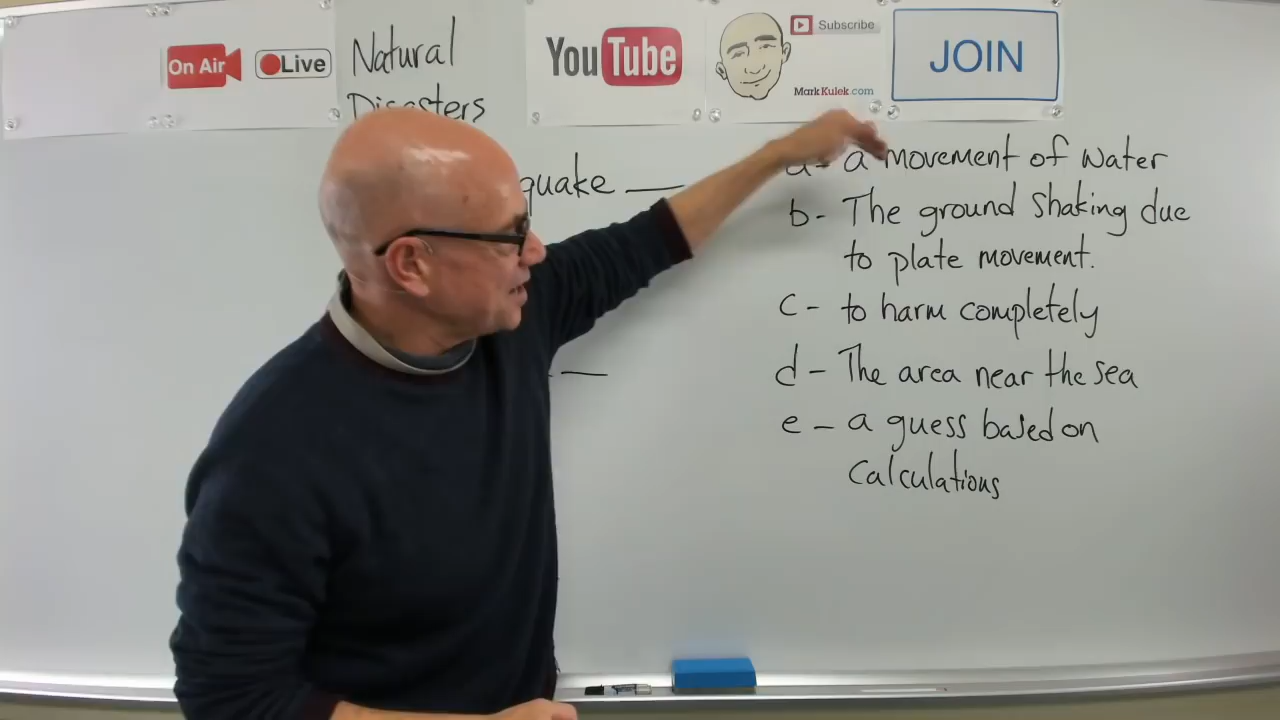 On Air
Live
Natural
Disasters
YouTube
Subscribe
MarkKulek.com
JOIN
quake
a - a movement of water
b - The ground shaking due
to plate movement.
c - to harm completely
d - The area near the sea
e - a guess based on
calculations